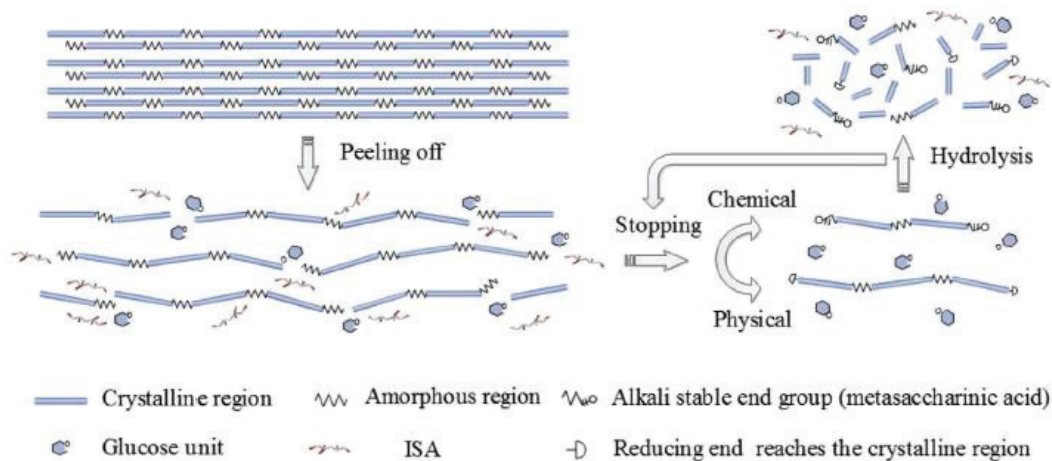 Peeling off
Hydrolysis
Chemical
Stopping
Physical
Crystalline region
Amorphous region
Alkali stable end group (metasaccharinic acid)
Glucose unit
ISA
Reducing end reaches the crystalline region